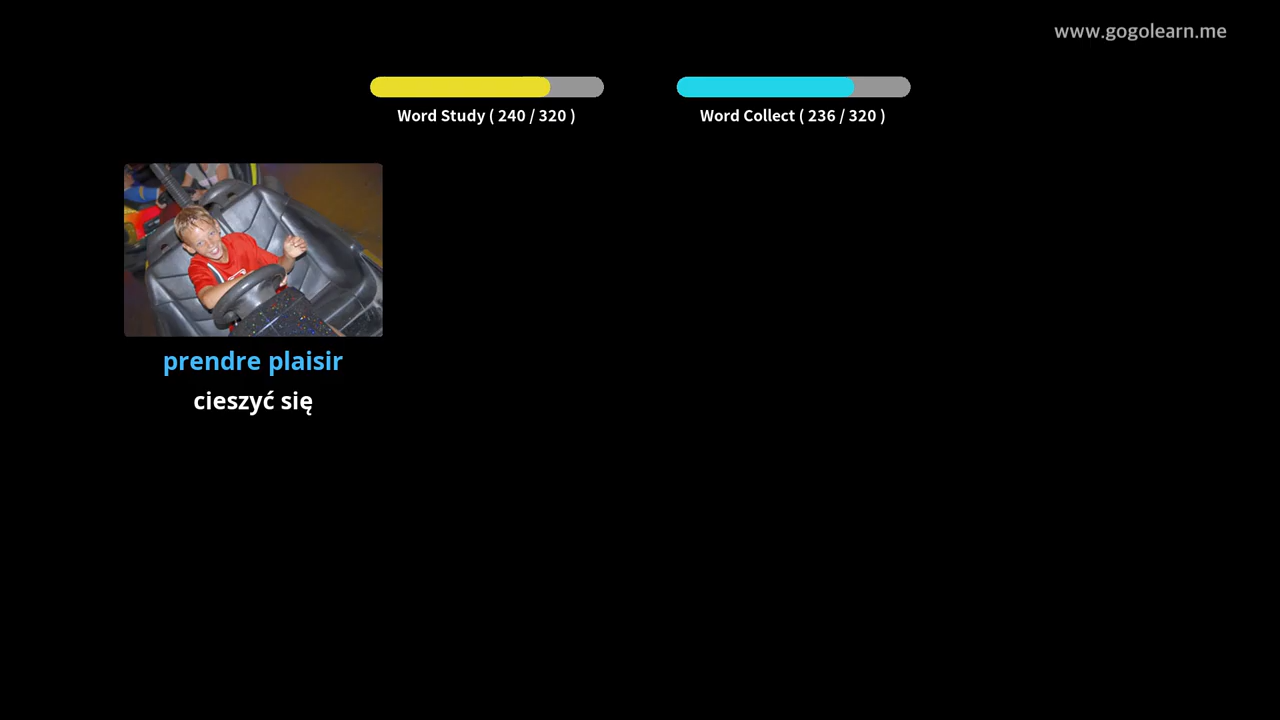 www.gogolearn.me
Word Study ( 240 / 320 )
Word Collect ( 236 / 320 )
prendre plaisir
cieszyć się